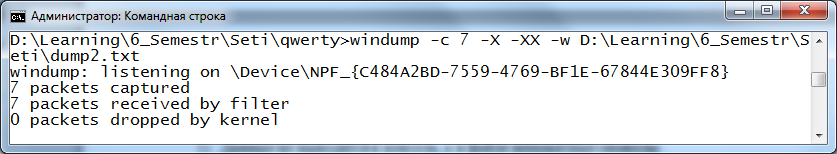 Администратор: Командная строка
D:\Learning\6_Semestr\Seti\qwerty>windump -c 7 -X -XX -w D:\Learning\6_Semestr\S
eti\dump2.txt
windump: listening on \Device\NPF_{C484A2BD-7559-4769-BF1E-67844E309FF8}
7 packets captured
7 packets received by filter
0 packets dropped by kernel